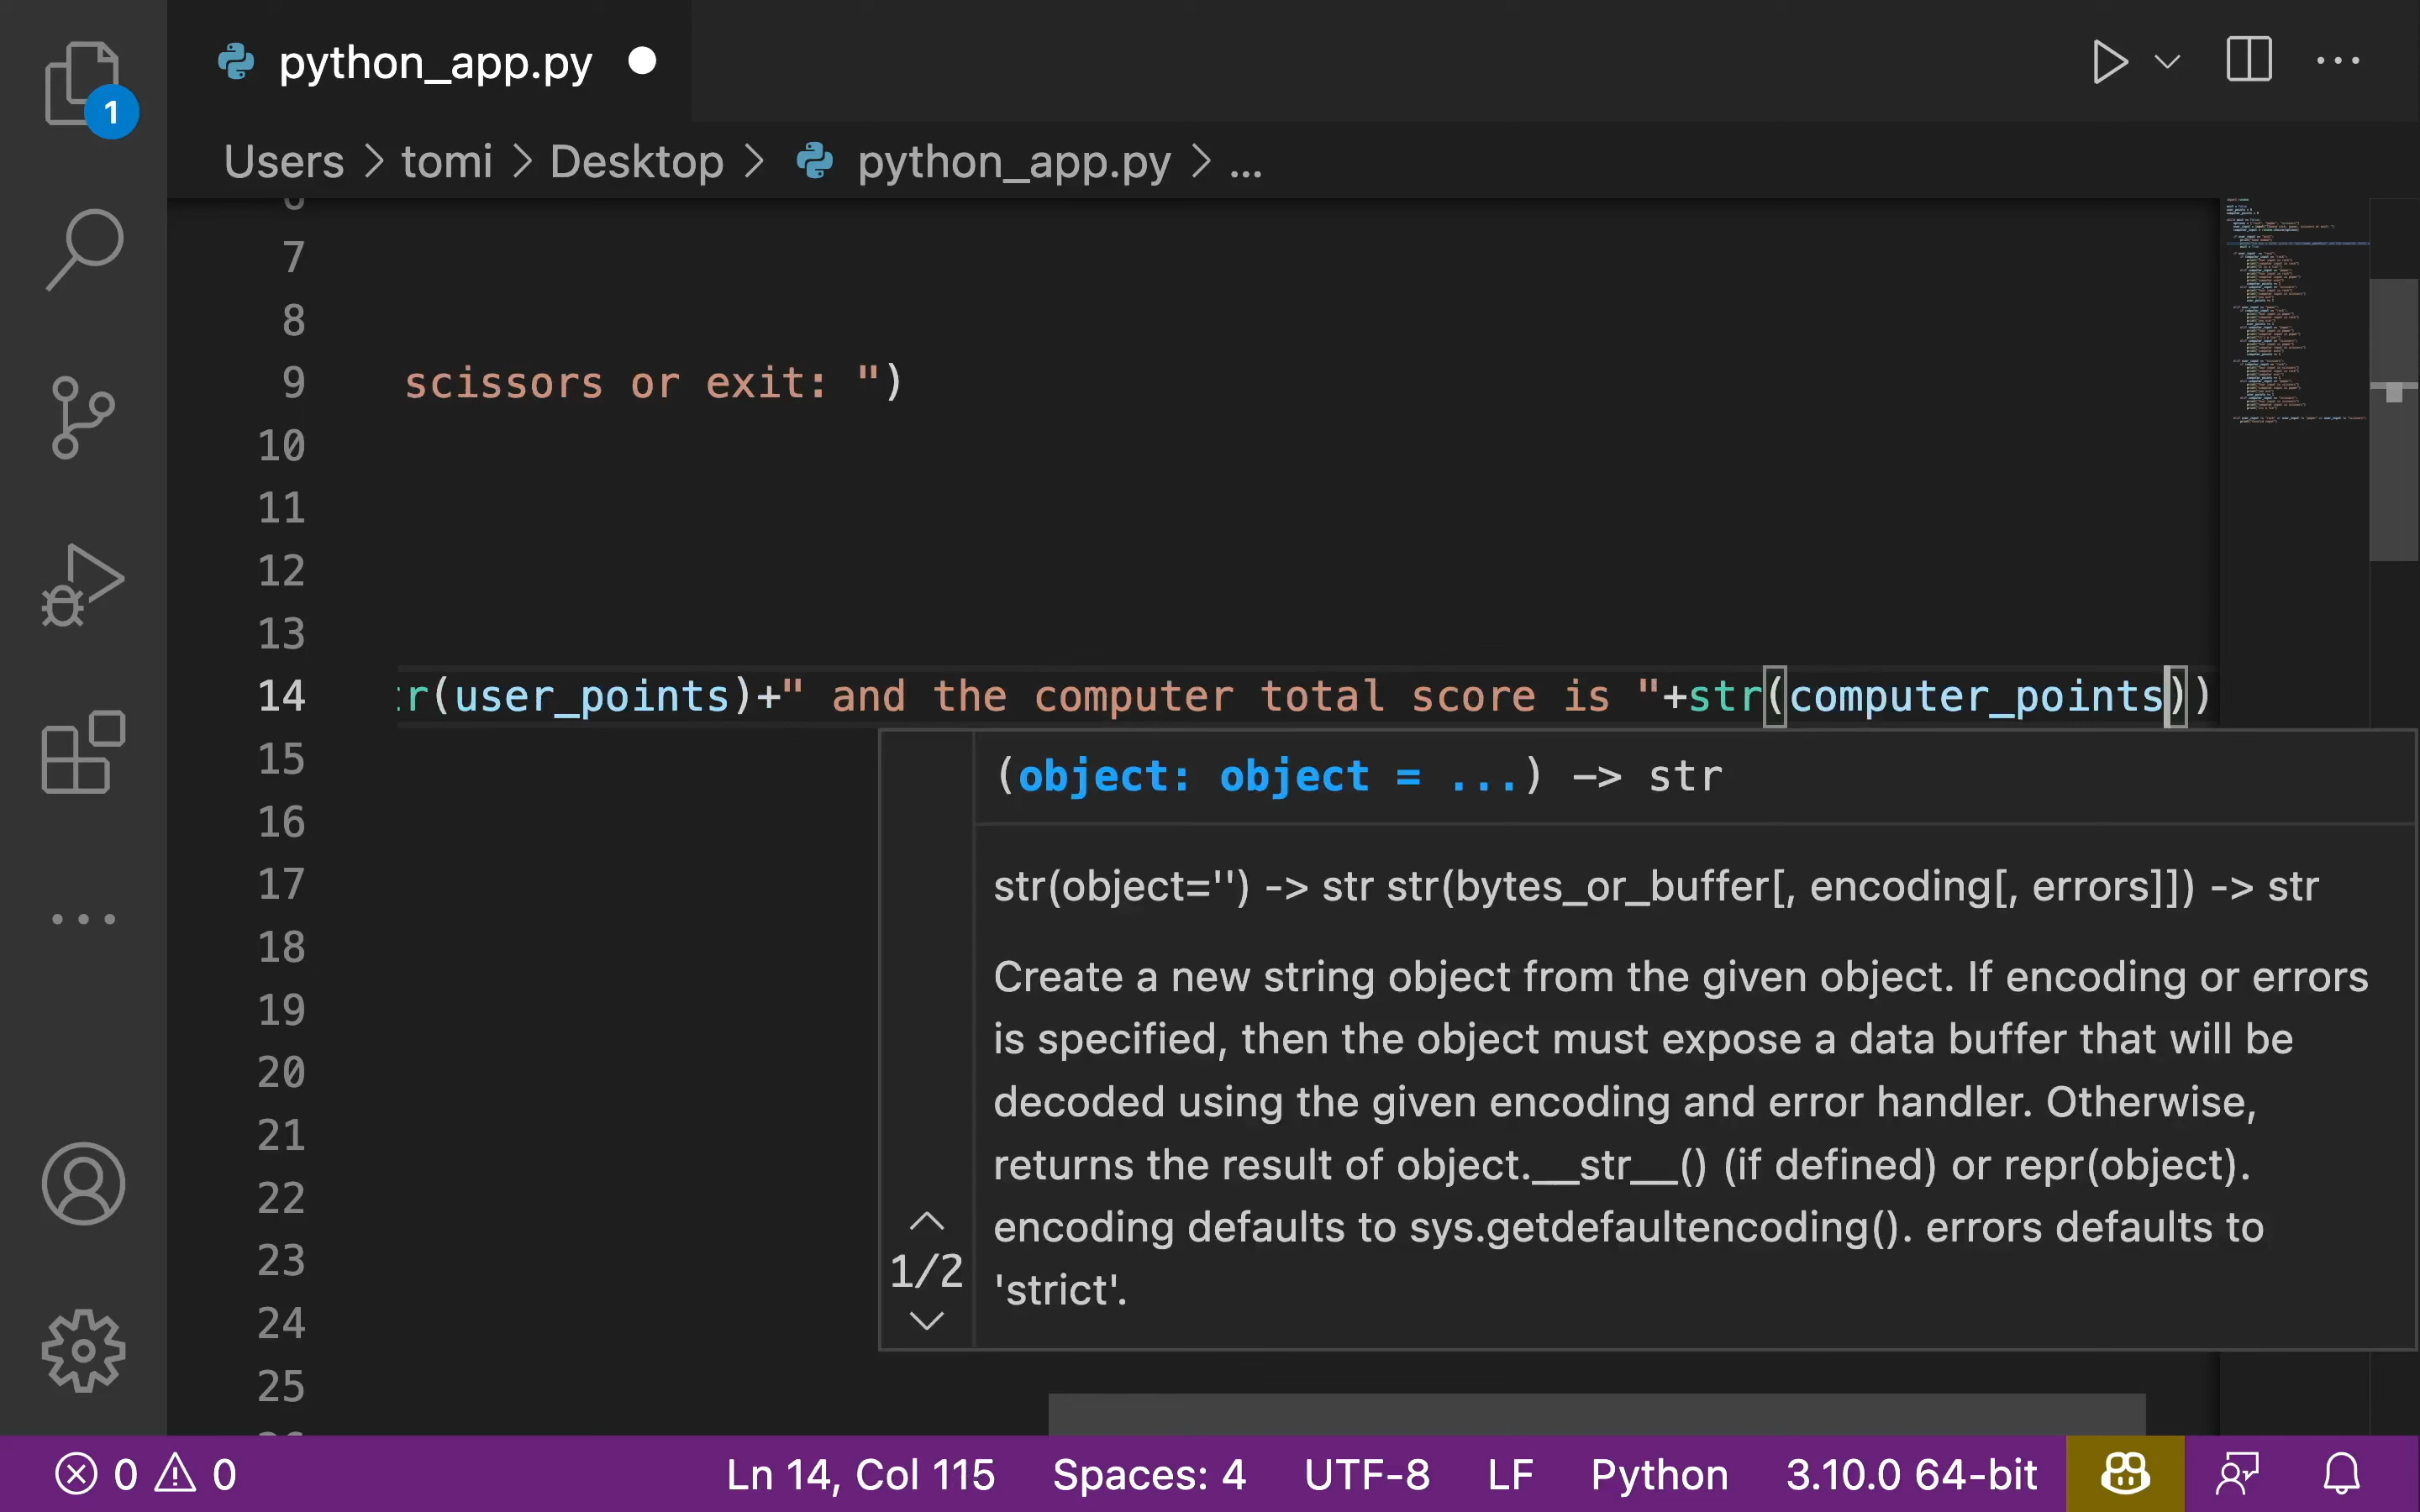 python_app.py
1
Users > tomi > Desktop > python_app.py > ...
6
7
8
9 scissors or exit: ")
10
11
12
13
14 r(user_points)+" and the computer total score is "+str(computer_points))
15
(object: object = ...) -> str
16
17
str(object='') -> str str(bytes_or_buffer[, encoding[, errors]]) -> str
18
Create a new string object from the given object. If encoding or errors
19
is specified, then the object must expose a data buffer that will be
20
decoded using the given encoding and error handler. Otherwise,
21
returns the result of object.__str__() (if defined) or repr(object).
22
encoding defaults to sys.getdefaultencoding(). errors defaults to
23
1/2
'strict'.
24
25
26
0 0 Ln 14, Col 115 Spaces: 4 UTF-8 LF Python 3.10.0 64-bit